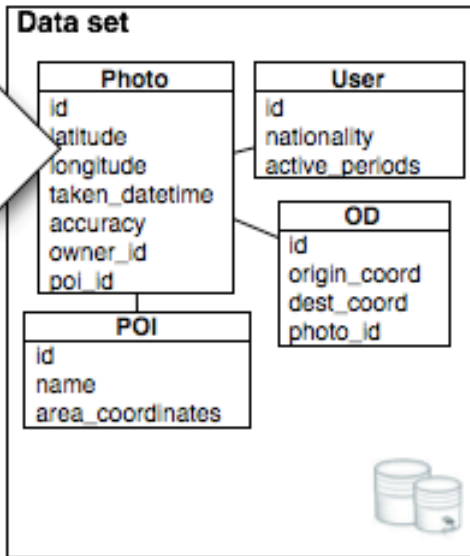 Data set
Photo
id
latitude
longitude
taken_datetime
accuracy
owner_id
poi_id
User
id
nationality
active_periods
OD
id
origin_coord
dest_coord
photo_id
POI
id
name
area_coordinates